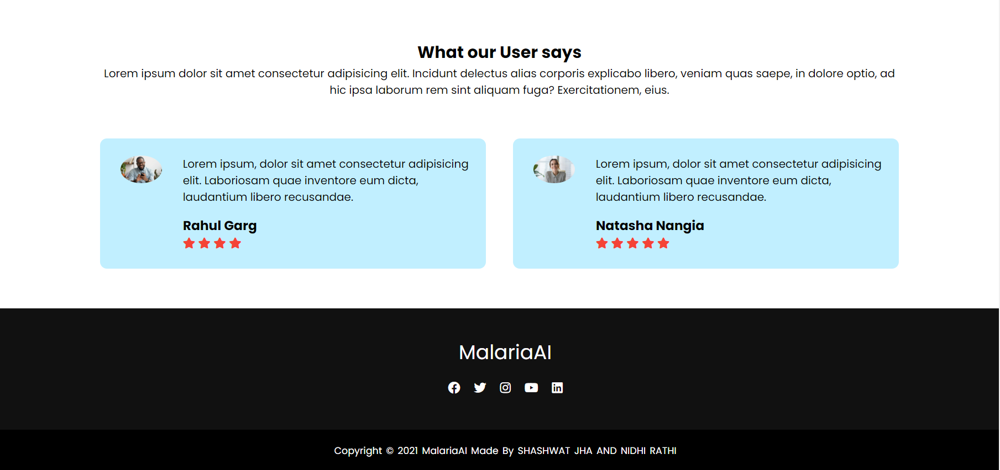 What our User says
Lorem ipsum dolor sit amet consectetur adipisicing elit. Incidunt delectus alias corporis explicabo libero, veniam quas saepe, in dolore optio, ad
hic ipsa laborum rem sint aliquam fuga? Exercitationem, eius.
Lorem ipsum, dolor sit amet consectetur adipisicing
elit. Laboriosam quae inventore eum dicta,
laudantium libero recusandae.
Rahul Garg
Lorem ipsum, dolor sit amet consectetur adipisicing
elit. Laboriosam quae inventore eum dicta,
laudantium libero recusandae.
Natasha Nangia
MalariaAI
Copyright © 2021 MalariaAI Made By SHASHWAT JHA AND NIDHI RATHI